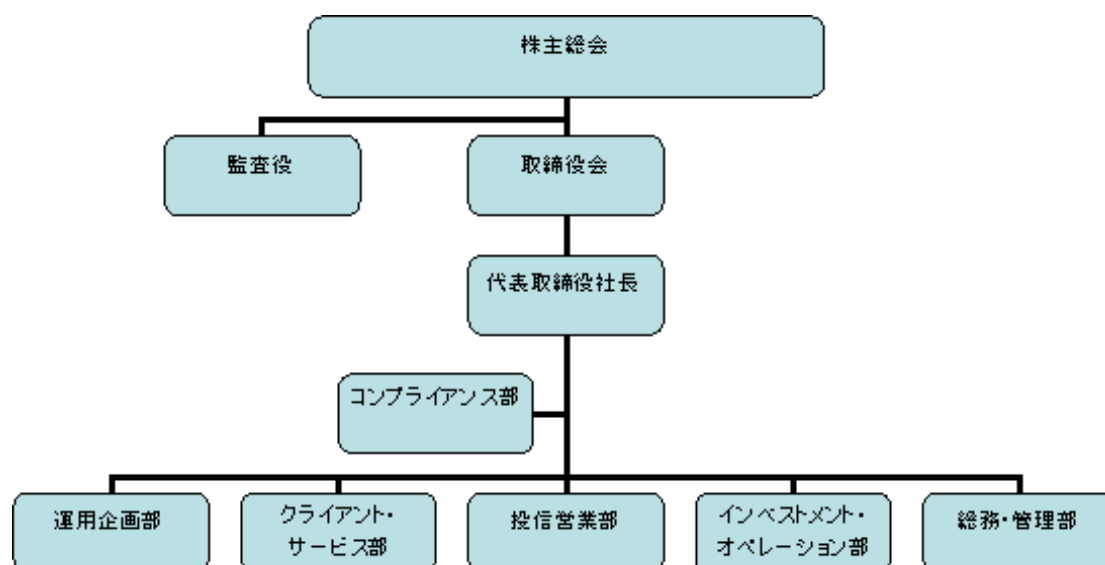 株主総会
監査役
取締役会
代表取締役社長
コンプライアンス部
運用企画部
クライアント・
サービス部
投信営業部
インベストメント・
オペレーション部
総務・管理部